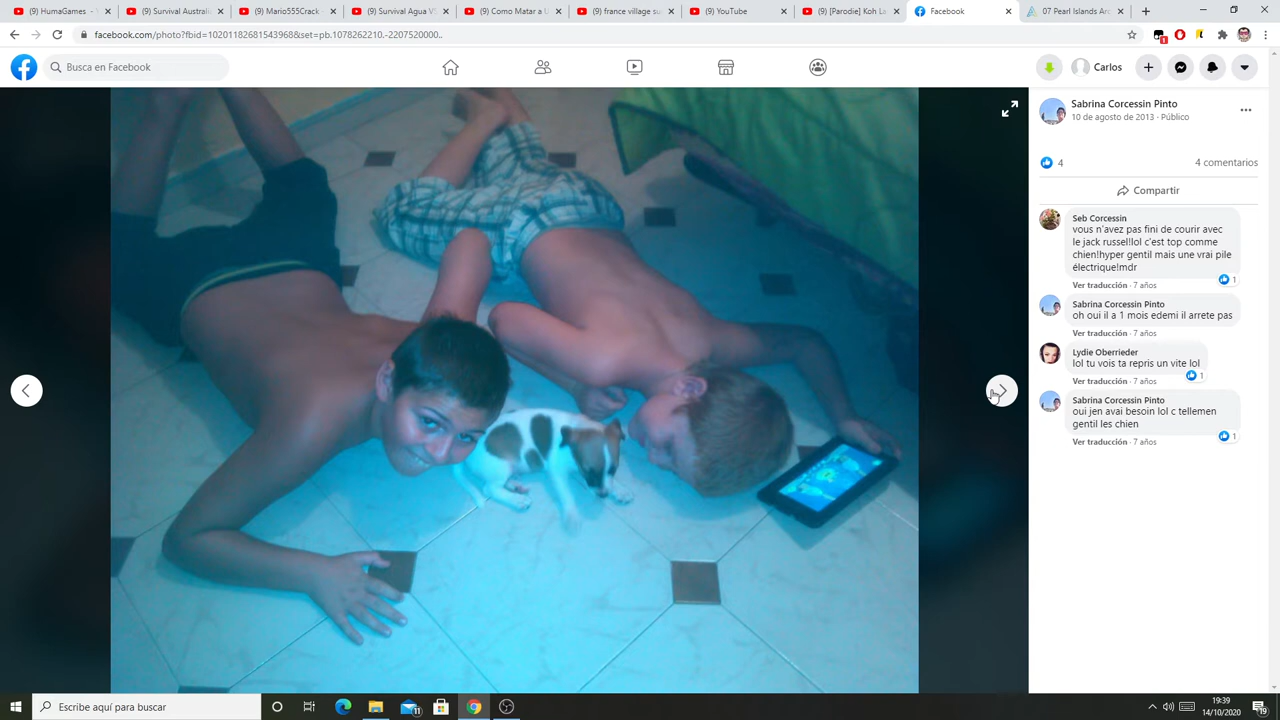 (9) HumaGames -
(9) Survival Australi
(9) Mario555Crack
(9) Survival Agua V
(9) Como Matar a U
(9) france village su
(9) YouTube
(9) [Parodie] Koh L
Facebook
07 Pearl Islands Arc
facebook.com/photo?fbid=10201182681543968&set=pb.1078262210.-2207520000..
1
Busca en Facebook
Carlos
Sabrina Corcessin Pinto
10 de agosto de 2013 · Público
4
4 comentarios
Compartir
Seb Corcessin
vous n'avez pas fini de courir avec
le jack russel!lol c'est top comme
chien!hyper gentil mais une vrai pile
électrique!mdr
1
Ver traducción · 7 años
Sabrina Corcessin Pinto
oh oui il a 1 mois edemi il arrete pas
Ver traducción · 7 años
Lydie Oberrieder
lol tu vois ta repris un vite lol
1
Ver traducción · 7 años
Sabrina Corcessin Pinto
oui jen avai besoin lol c tellemen
gentil les chien
1
Ver traducción · 7 años
Escribe aquí para buscar
11
19:39
14/10/2020
19